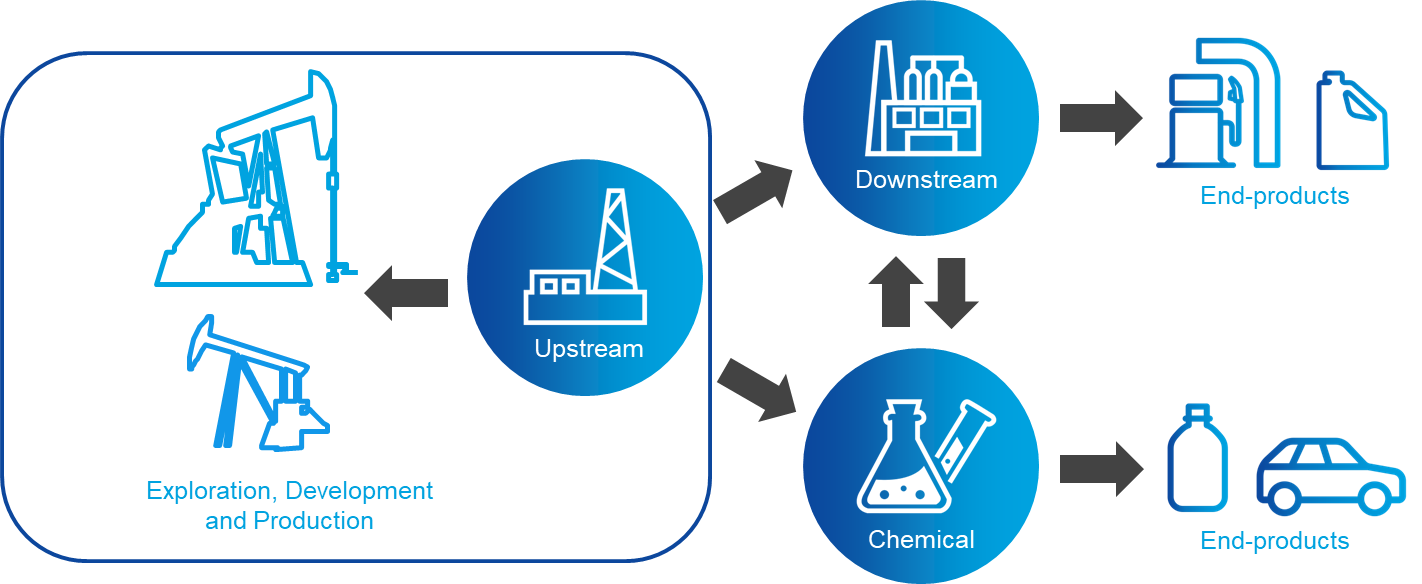 Upstream
Exploration, Development
and Production
Downstream
End-products
Chemical
End-products